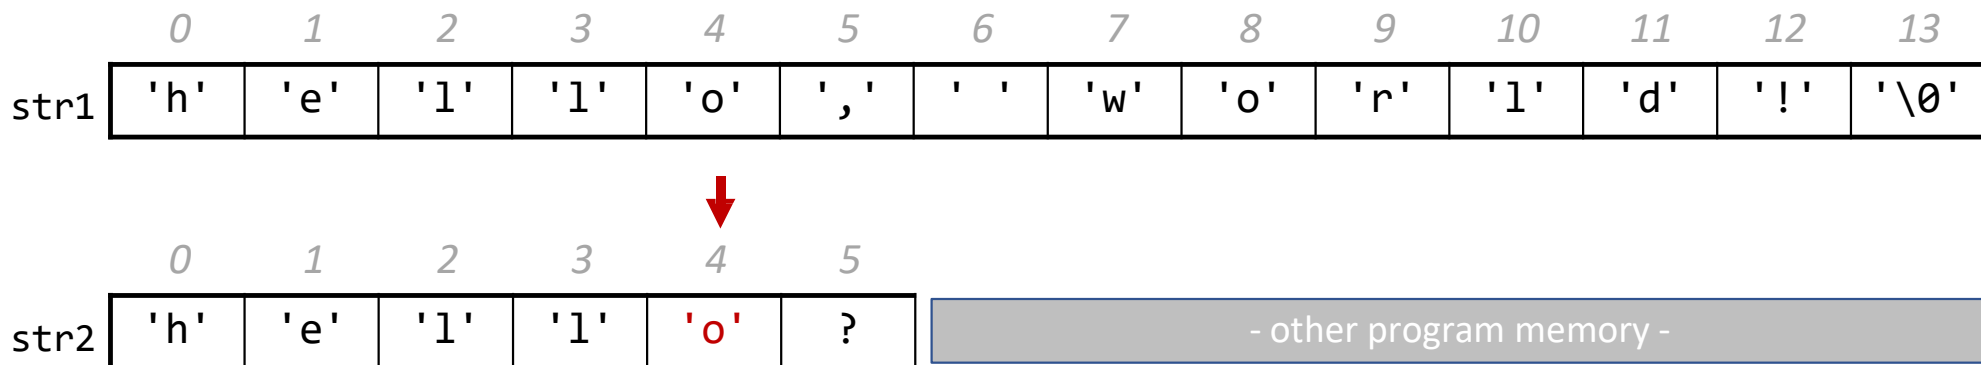 0 1 2 3 4 5 6 7 8 9 10 11 12 13
str1 'h' 'e' 'l' 'l' 'o' ',' ' ' 'w' 'o' 'r' 'l' 'd' '!' '\0'
0 1 2 3 4 5
str2 'h' 'e' 'l' 'l' 'o' ? - other program memory -